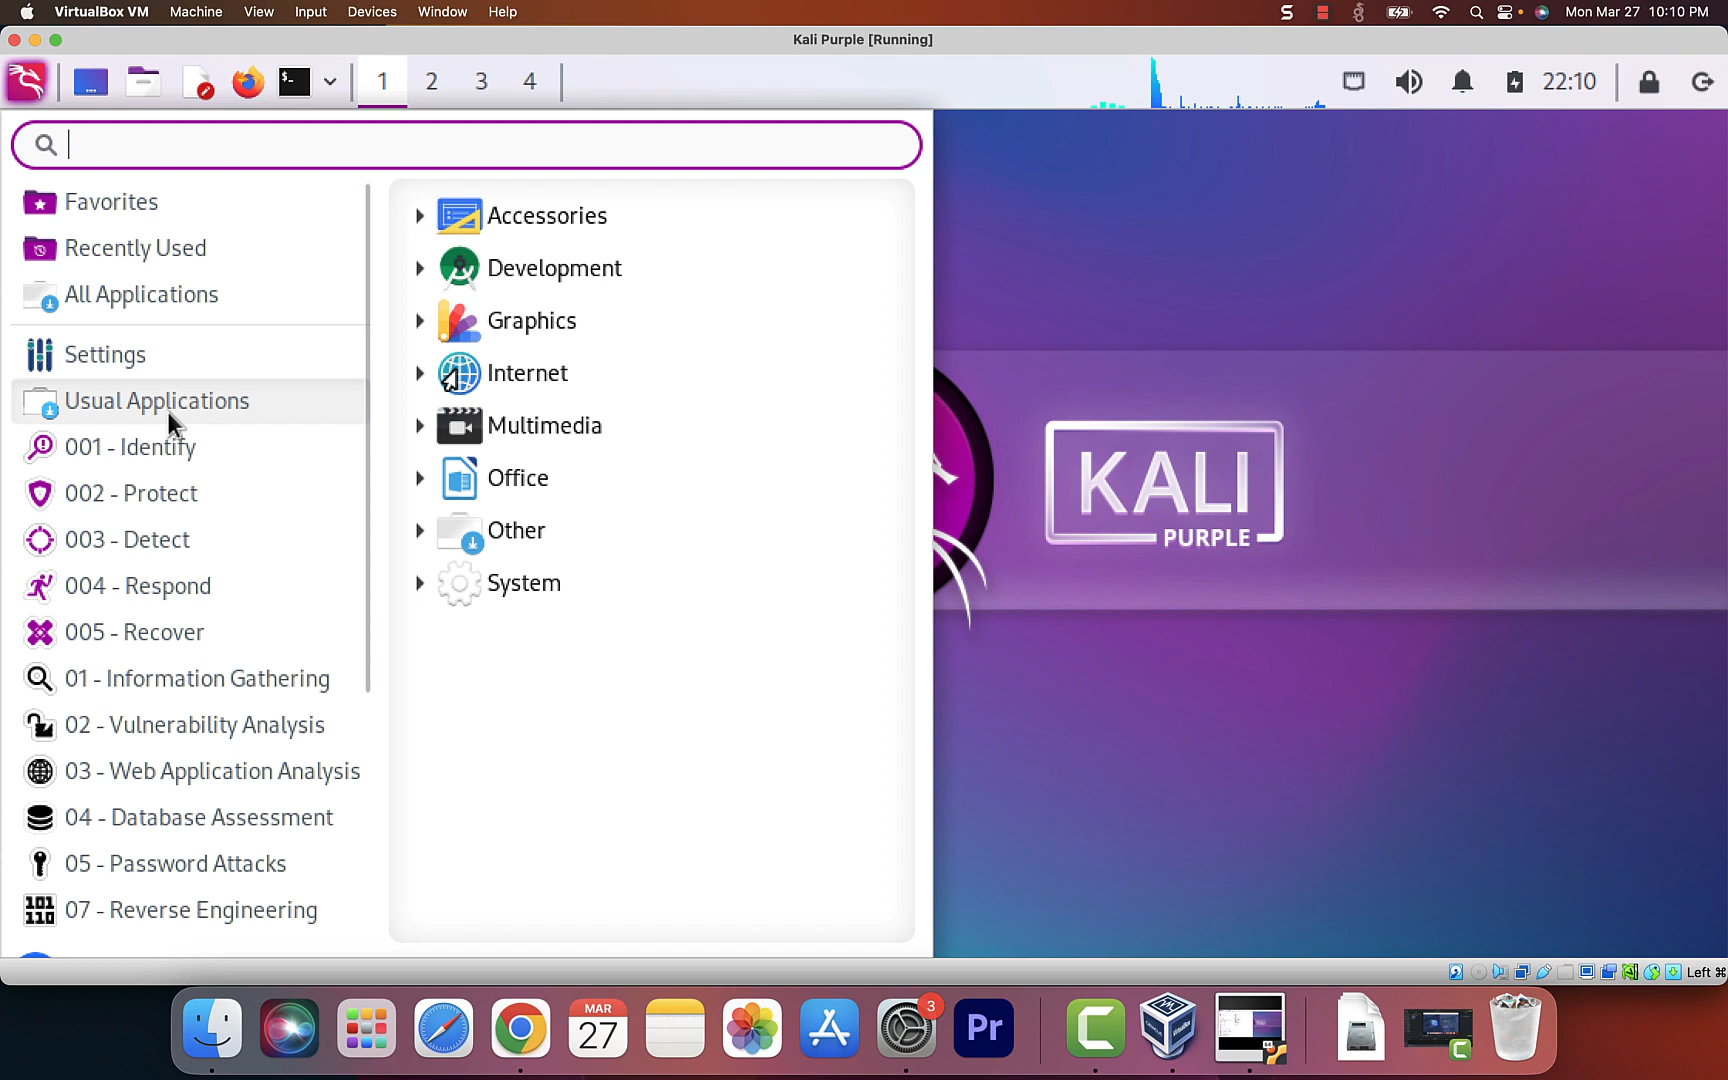 VirtualBox VM Machine View Input Devices Window Help Mon Mar 27 10:10 PM
Kali Purple [Running]
1 2 3 4 22:10
Favorites
Recently Used
All Applications
Settings
Usual Applications
001 - Identify
002 - Protect
003 - Detect
004 - Respond
005 - Recover
01 - Information Gathering
02 - Vulnerability Analysis
03 - Web Application Analysis
04 - Database Assessment
05 - Password Attacks
101
110
07 - Reverse Engineering
Accessories
Development
Graphics
Internet
Multimedia
Office
Other
System
KALI
PURPLE
Left ⌘
MAR
27
3
Pr